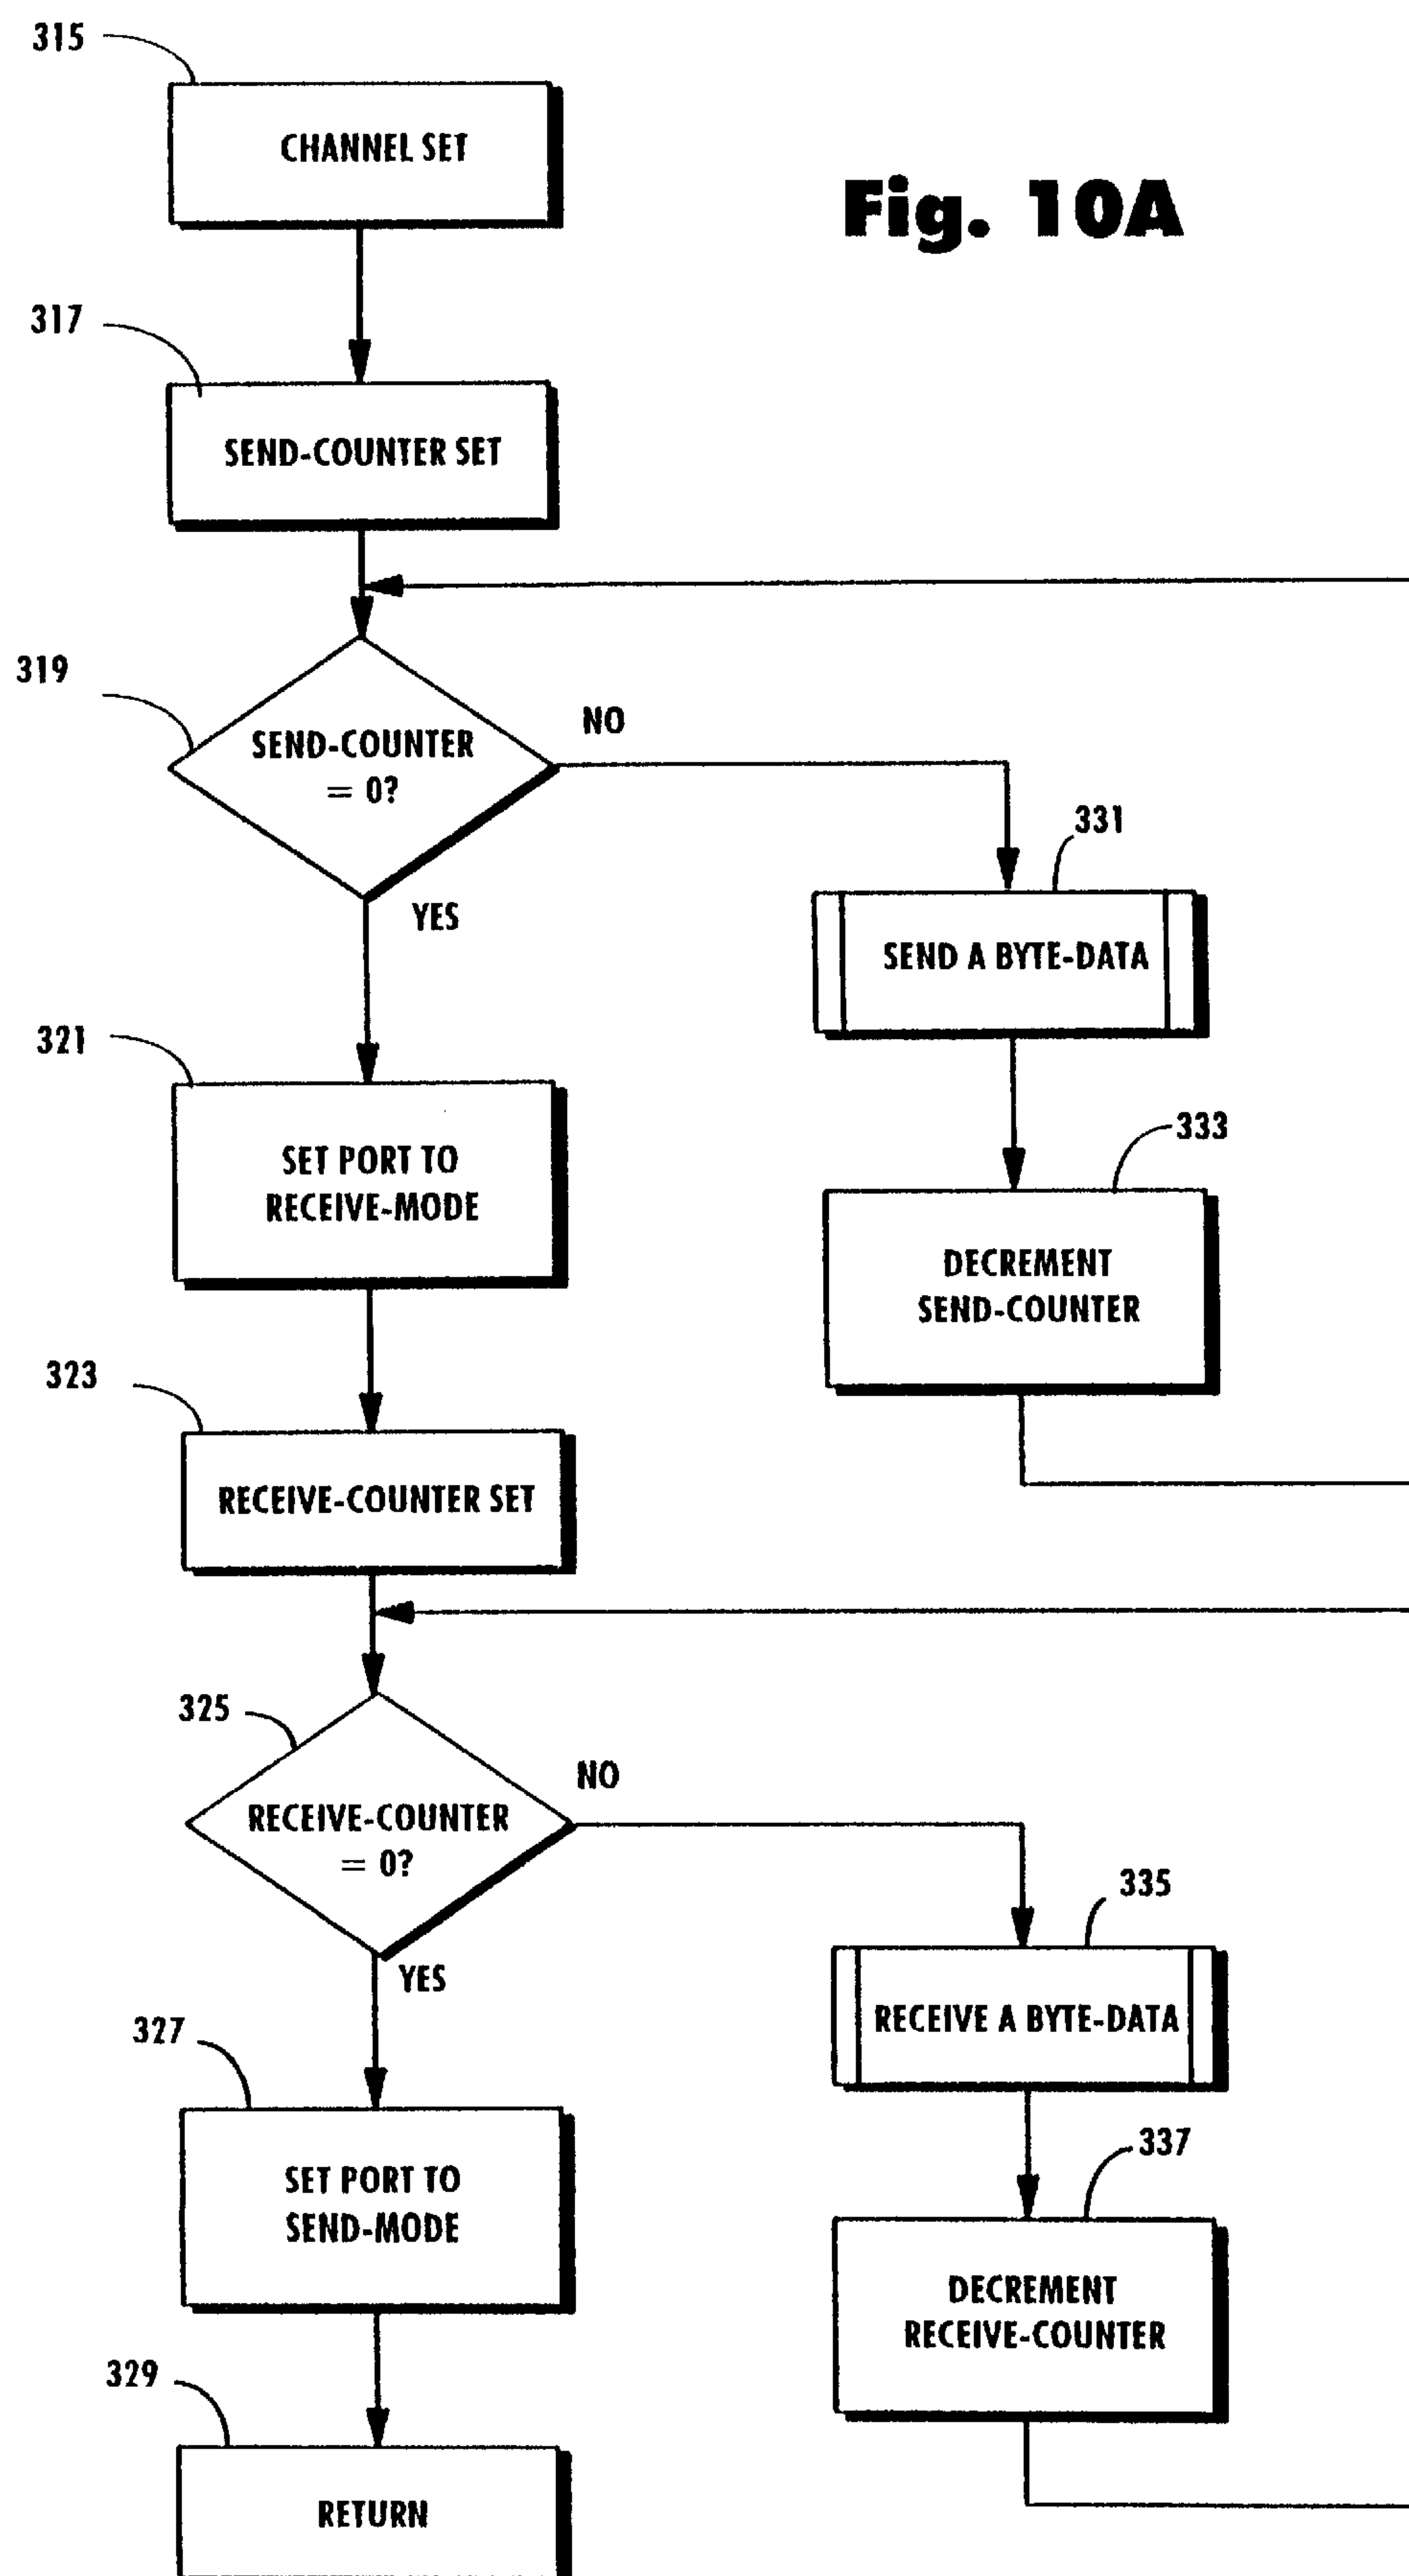 315
CHANNEL SET
Fig. 10A
317
SEND-COUNTER SET
319
SEND-COUNTER
= 0?
NO
YES
331
SEND A BYTE-DATA
321
SET PORT TO
RECEIVE-MODE
333
DECREMENT
SEND-COUNTER
323
RECEIVE-COUNTER SET
325
RECEIVE-COUNTER
= 0?
NO
YES
335
RECEIVE A BYTE-DATA
327
SET PORT TO
SEND-MODE
337
DECREMENT
RECEIVE-COUNTER
329
RETURN